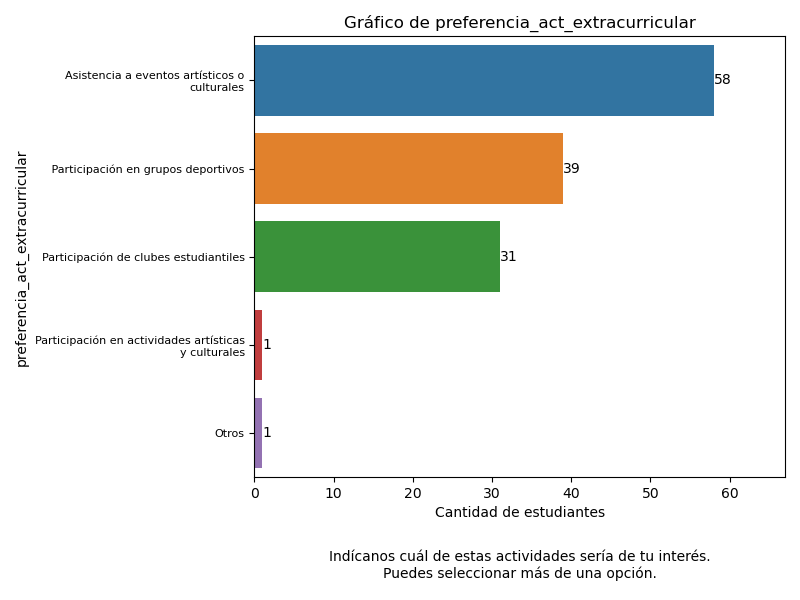 Gráfico de preferencia_act_extracurricular
preferencia_act_extracurricular
Asistencia a eventos artísticos o
culturales
58
Participación en grupos deportivos
39
Participación de clubes estudiantiles
31
Participación en actividades artísticas
y culturales
1
Otros
1
0 10 20 30 40 50 60
Cantidad de estudiantes
Indícanos cuál de estas actividades sería de tu interés.
Puedes seleccionar más de una opción.